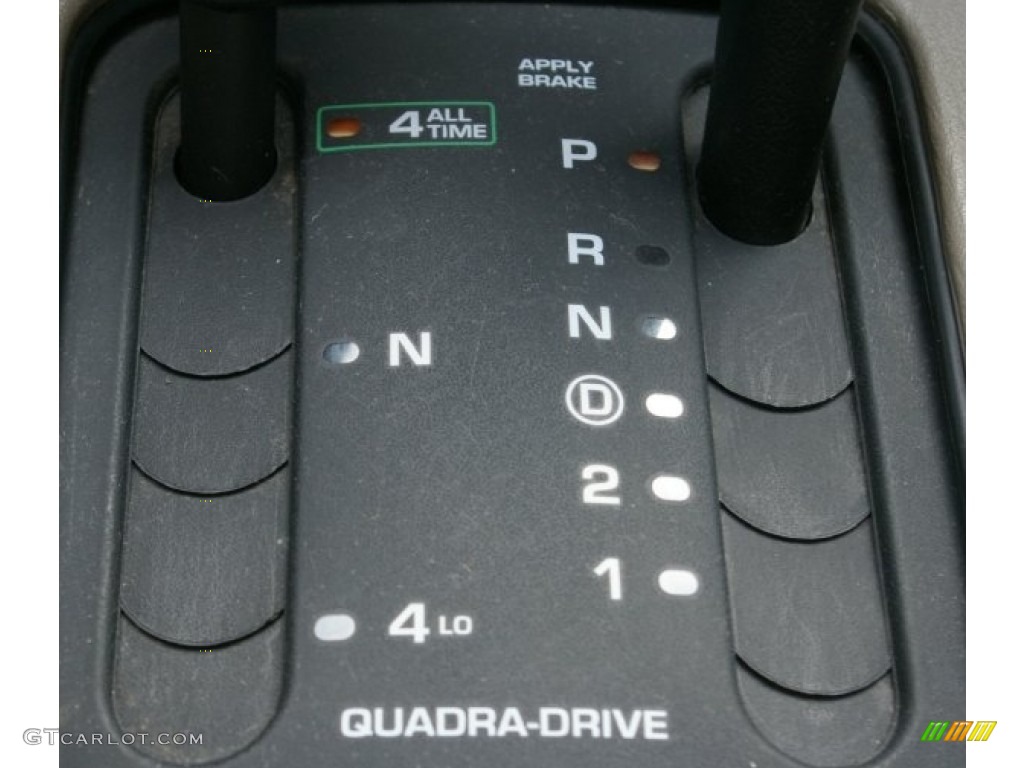 APPLY
BRAKE
4 ALL
TIME
P
R
N
N
D
2
1
4 LO
QUADRA-DRIVE
GTCARLOT.COM